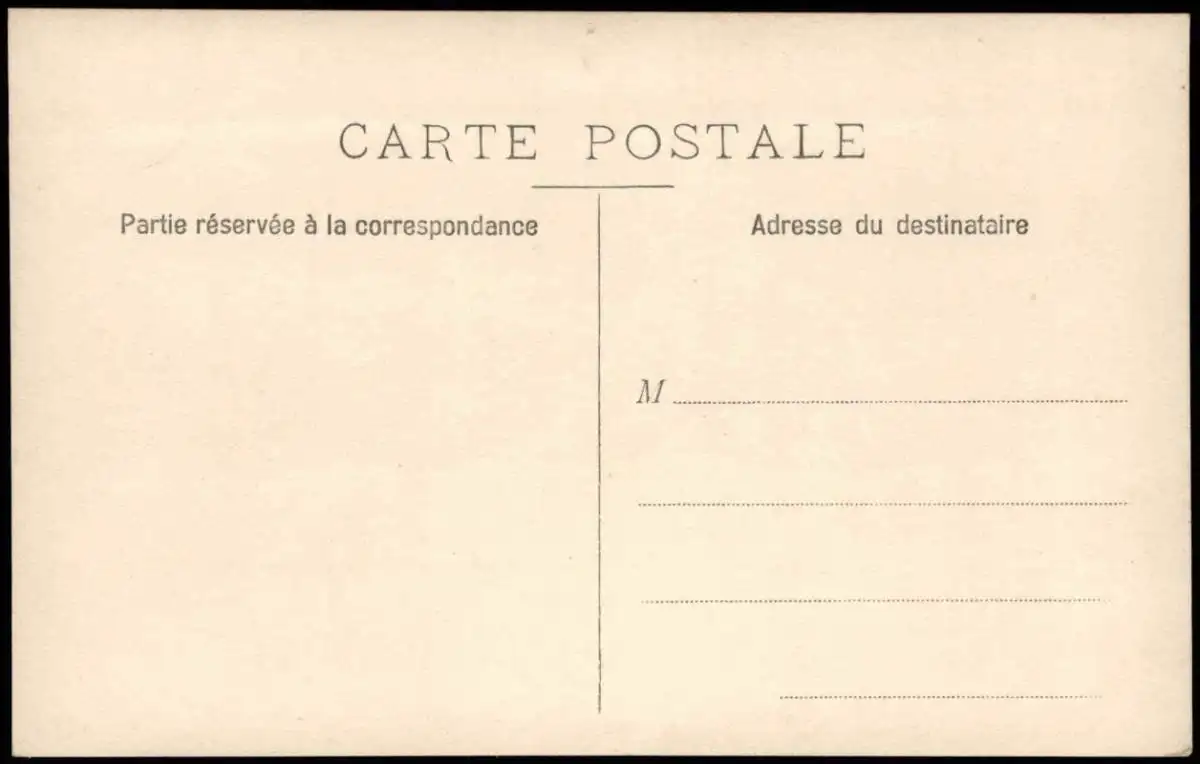 CARTE POSTALE
Partie réservée à la correspondance
Adresse du destinataire
M